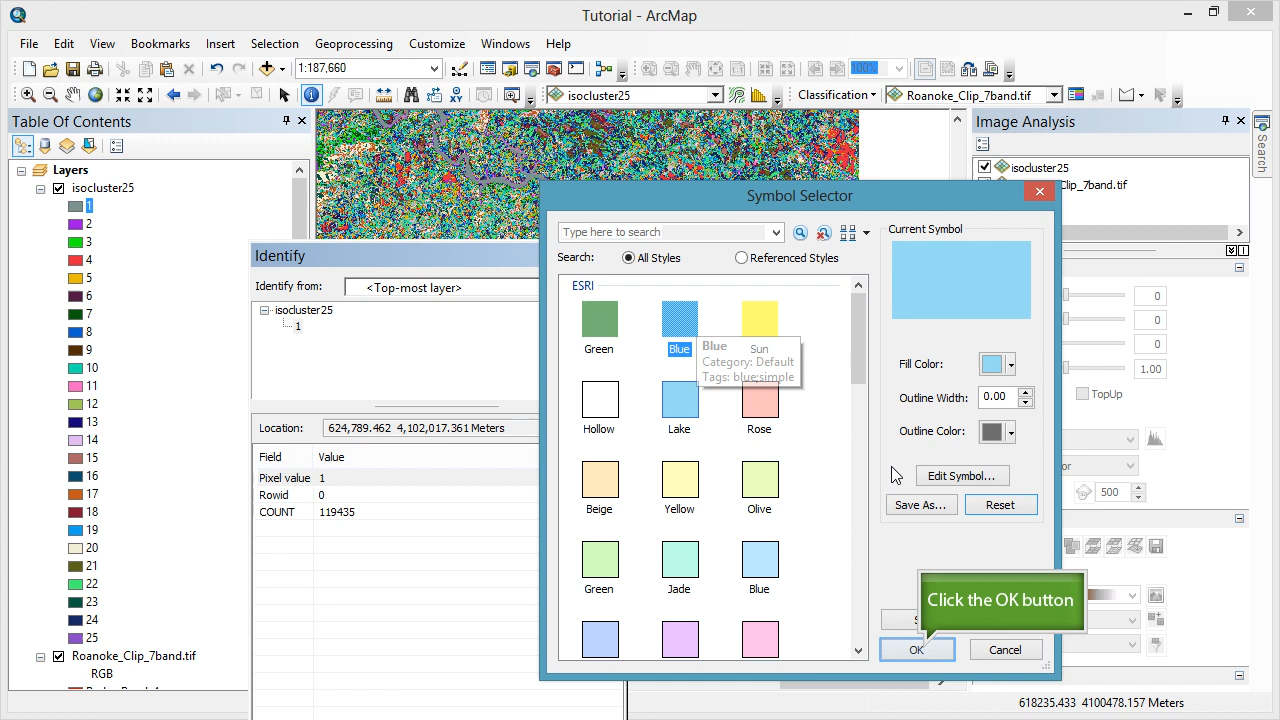 Tutorial - ArcMap
File Edit View Bookmarks Insert Selection Geoprocessing Customize Windows Help
1:187,660
100%
isocluster25
Classification
Roanoke_Clip_7band.tif
Table Of Contents
Layers
isocluster25
1
2
3
4
5
6
7
8
9
10
11
12
13
14
15
16
17
18
19
20
21
22
23
24
25
Roanoke_Clip_7band.tif
RGB
Identify
Identify from: <Top-most layer>
isocluster25
1
Location: 624,789.462 4,102,017.361 Meters
Field Value
Pixel value 1
Rowid 0
COUNT 119435
Symbol Selector
Type here to search
Search: All Styles Referenced Styles
ESRI
Green Blue Sun
Blue
Category: Default
Tags: blue;simple
Hollow Lake Rose
Beige Yellow Olive
Green Jade Blue
Current Symbol
Fill Color:
Outline Width: 0.00
Outline Color:
Edit Symbol...
Save As... Reset
Click the OK button
OK Cancel
Image Analysis
isocluster25
_Clip_7band.tif
0
0
0
1.00
TopUp
500
Search
618235.433 4100478.157 Meters